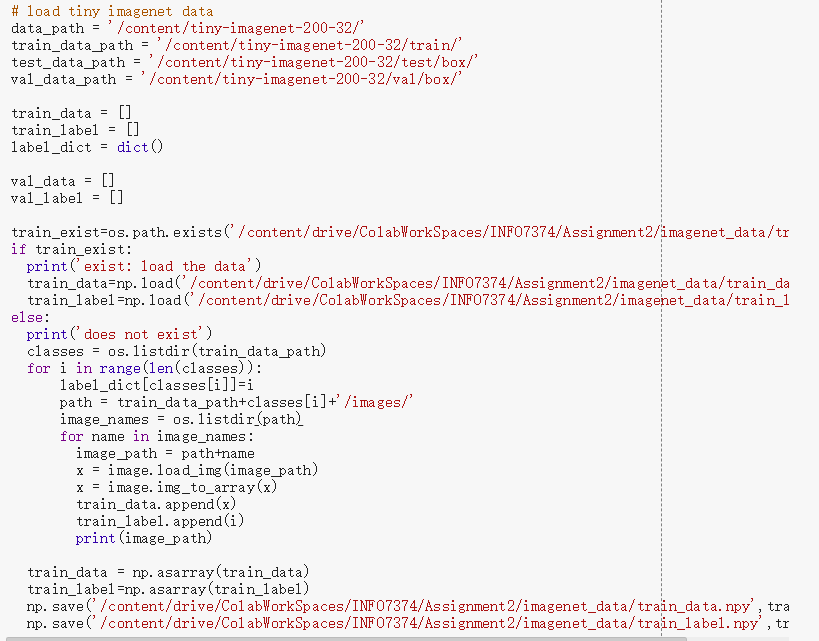 # load tiny imagenet data
data_path = '/content/tiny-imagenet-200-32/'
train_data_path = '/content/tiny-imagenet-200-32/train/'
test_data_path = '/content/tiny-imagenet-200-32/test/box/'
val_data_path = '/content/tiny-imagenet-200-32/val/box/'
train_data = []
train_label = []
label_dict = dict()
val_data = []
val_label = []
train_exist=os.path.exists('/content/drive/ColabWorkSpaces/INFO7374/Assignment2/imagenet_data/tr
if train_exist:
  print('exist: load the data')
  train_data=np.load('/content/drive/ColabWorkSpaces/INFO7374/Assignment2/imagenet_data/train_da
  train_label=np.load('/content/drive/ColabWorkSpaces/INFO7374/Assignment2/imagenet_data/train_l
else:
  print('does not exist')
  classes = os.listdir(train_data_path)
  for i in range(len(classes)):
      label_dict[classes[i]]=i
      path = train_data_path+classes[i]+'/images/'
      image_names = os.listdir(path)
      for name in image_names:
        image_path = path+name
        x = image.load_img(image_path)
        x = image.img_to_array(x)
        train_data.append(x)
        train_label.append(i)
        print(image_path)
  train_data = np.asarray(train_data)
  train_label=np.asarray(train_label)
  np.save('/content/drive/ColabWorkSpaces/INFO7374/Assignment2/imagenet_data/train_data.npy',tra
  np.save('/content/drive/ColabWorkSpaces/INFO7374/Assignment2/imagenet_data/train_label.npy',tr